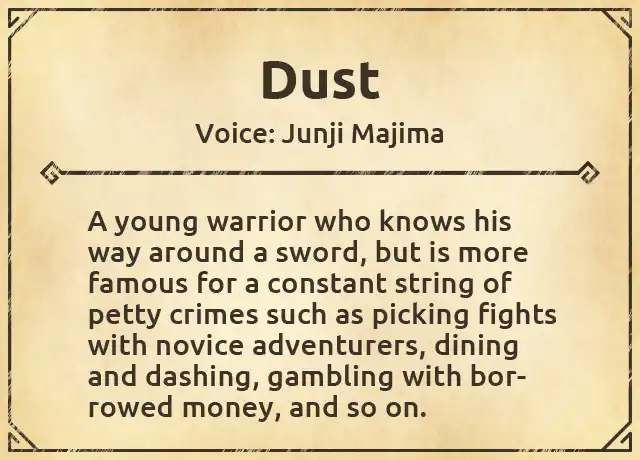 Dust
Voice: Junji Majima
A young warrior who knows his
way around a sword, but is more
famous for a constant string of
petty crimes such as picking fights
with novice adventurers, dining
and dashing, gambling with bor-
rowed money, and so on.